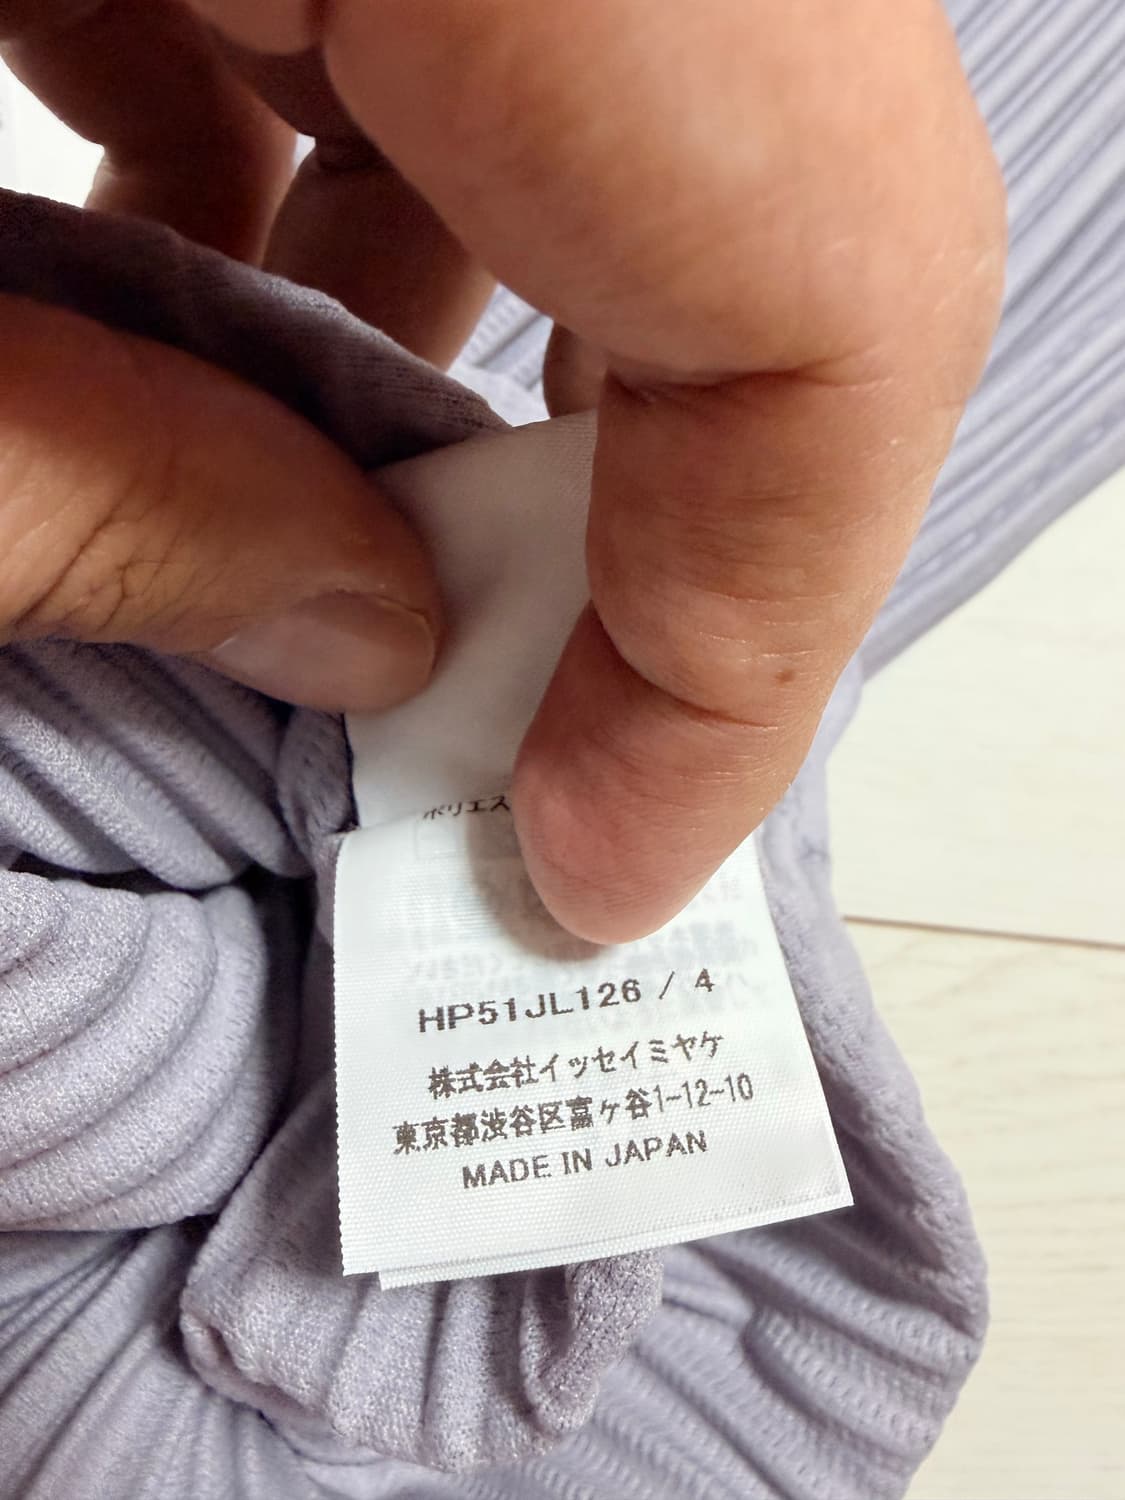 ポリエス
HP51JL126 / 4
株式会社イッセイミヤケ
東京都渋谷区富ヶ谷1-12-10
MADE IN JAPAN